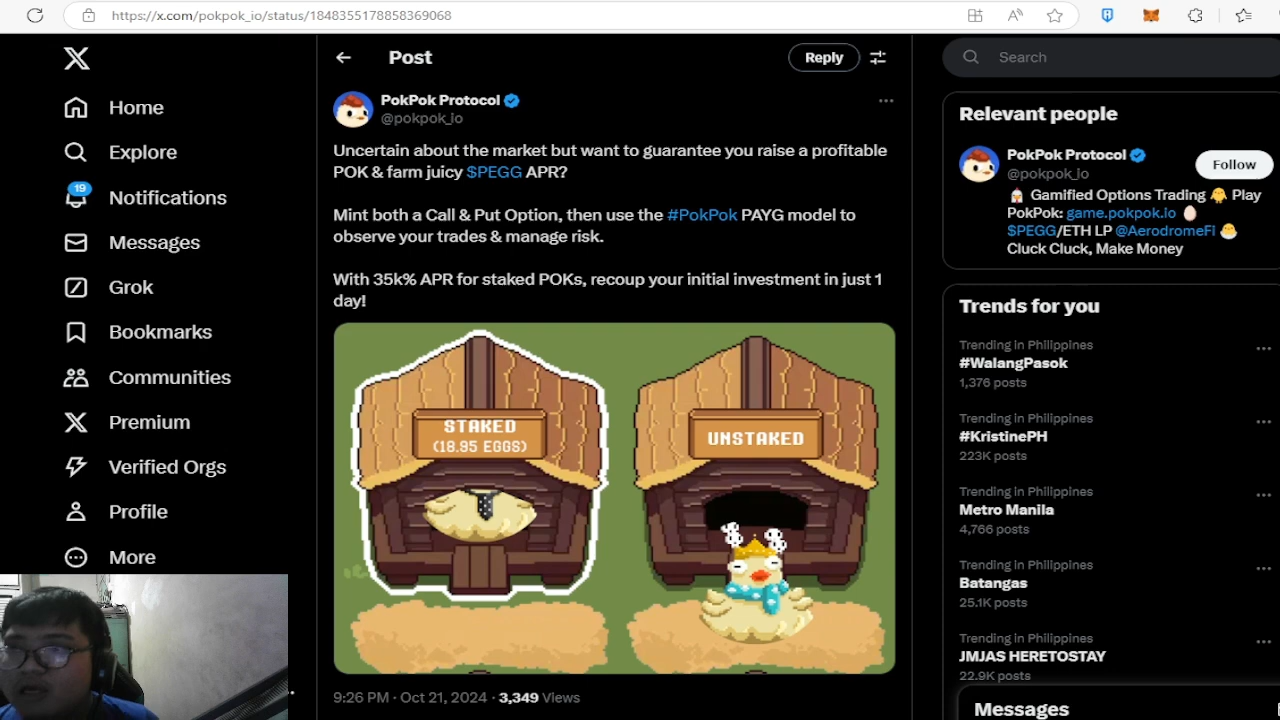 https://x.com/pokpok_io/status/1848355178858369068
Home
Explore
19
Notifications
Messages
Grok
Bookmarks
Communities
Premium
Verified Orgs
Profile
More
Post
Reply
PokPok Protocol
@pokpok_io
Uncertain about the market but want to guarantee you raise a profitable
POK & farm juicy $PEGG APR?
Mint both a Call & Put Option, then use the #PokPok PAYG model to
observe your trades & manage risk.
With 35k% APR for staked POKs, recoup your initial investment in just 1
day!
STAKED
(18.95 EGGS)
UNSTAKED
9:26 PM · Oct 21, 2024 · 3,349 Views
Search
Relevant people
PokPok Protocol
@pokpok_io
Follow
Gamified Options Trading Play
PokPok: game.pokpok.io
$PEGG/ETH LP @AerodromeFi
Cluck Cluck, Make Money
Trends for you
Trending in Philippines
#WalangPasok
1,376 posts
Trending in Philippines
#KristinePH
223K posts
Trending in Philippines
Metro Manila
4,766 posts
Trending in Philippines
Batangas
25.1K posts
Trending in Philippines
JMJAS HERETOSTAY
22.9K posts
Messages